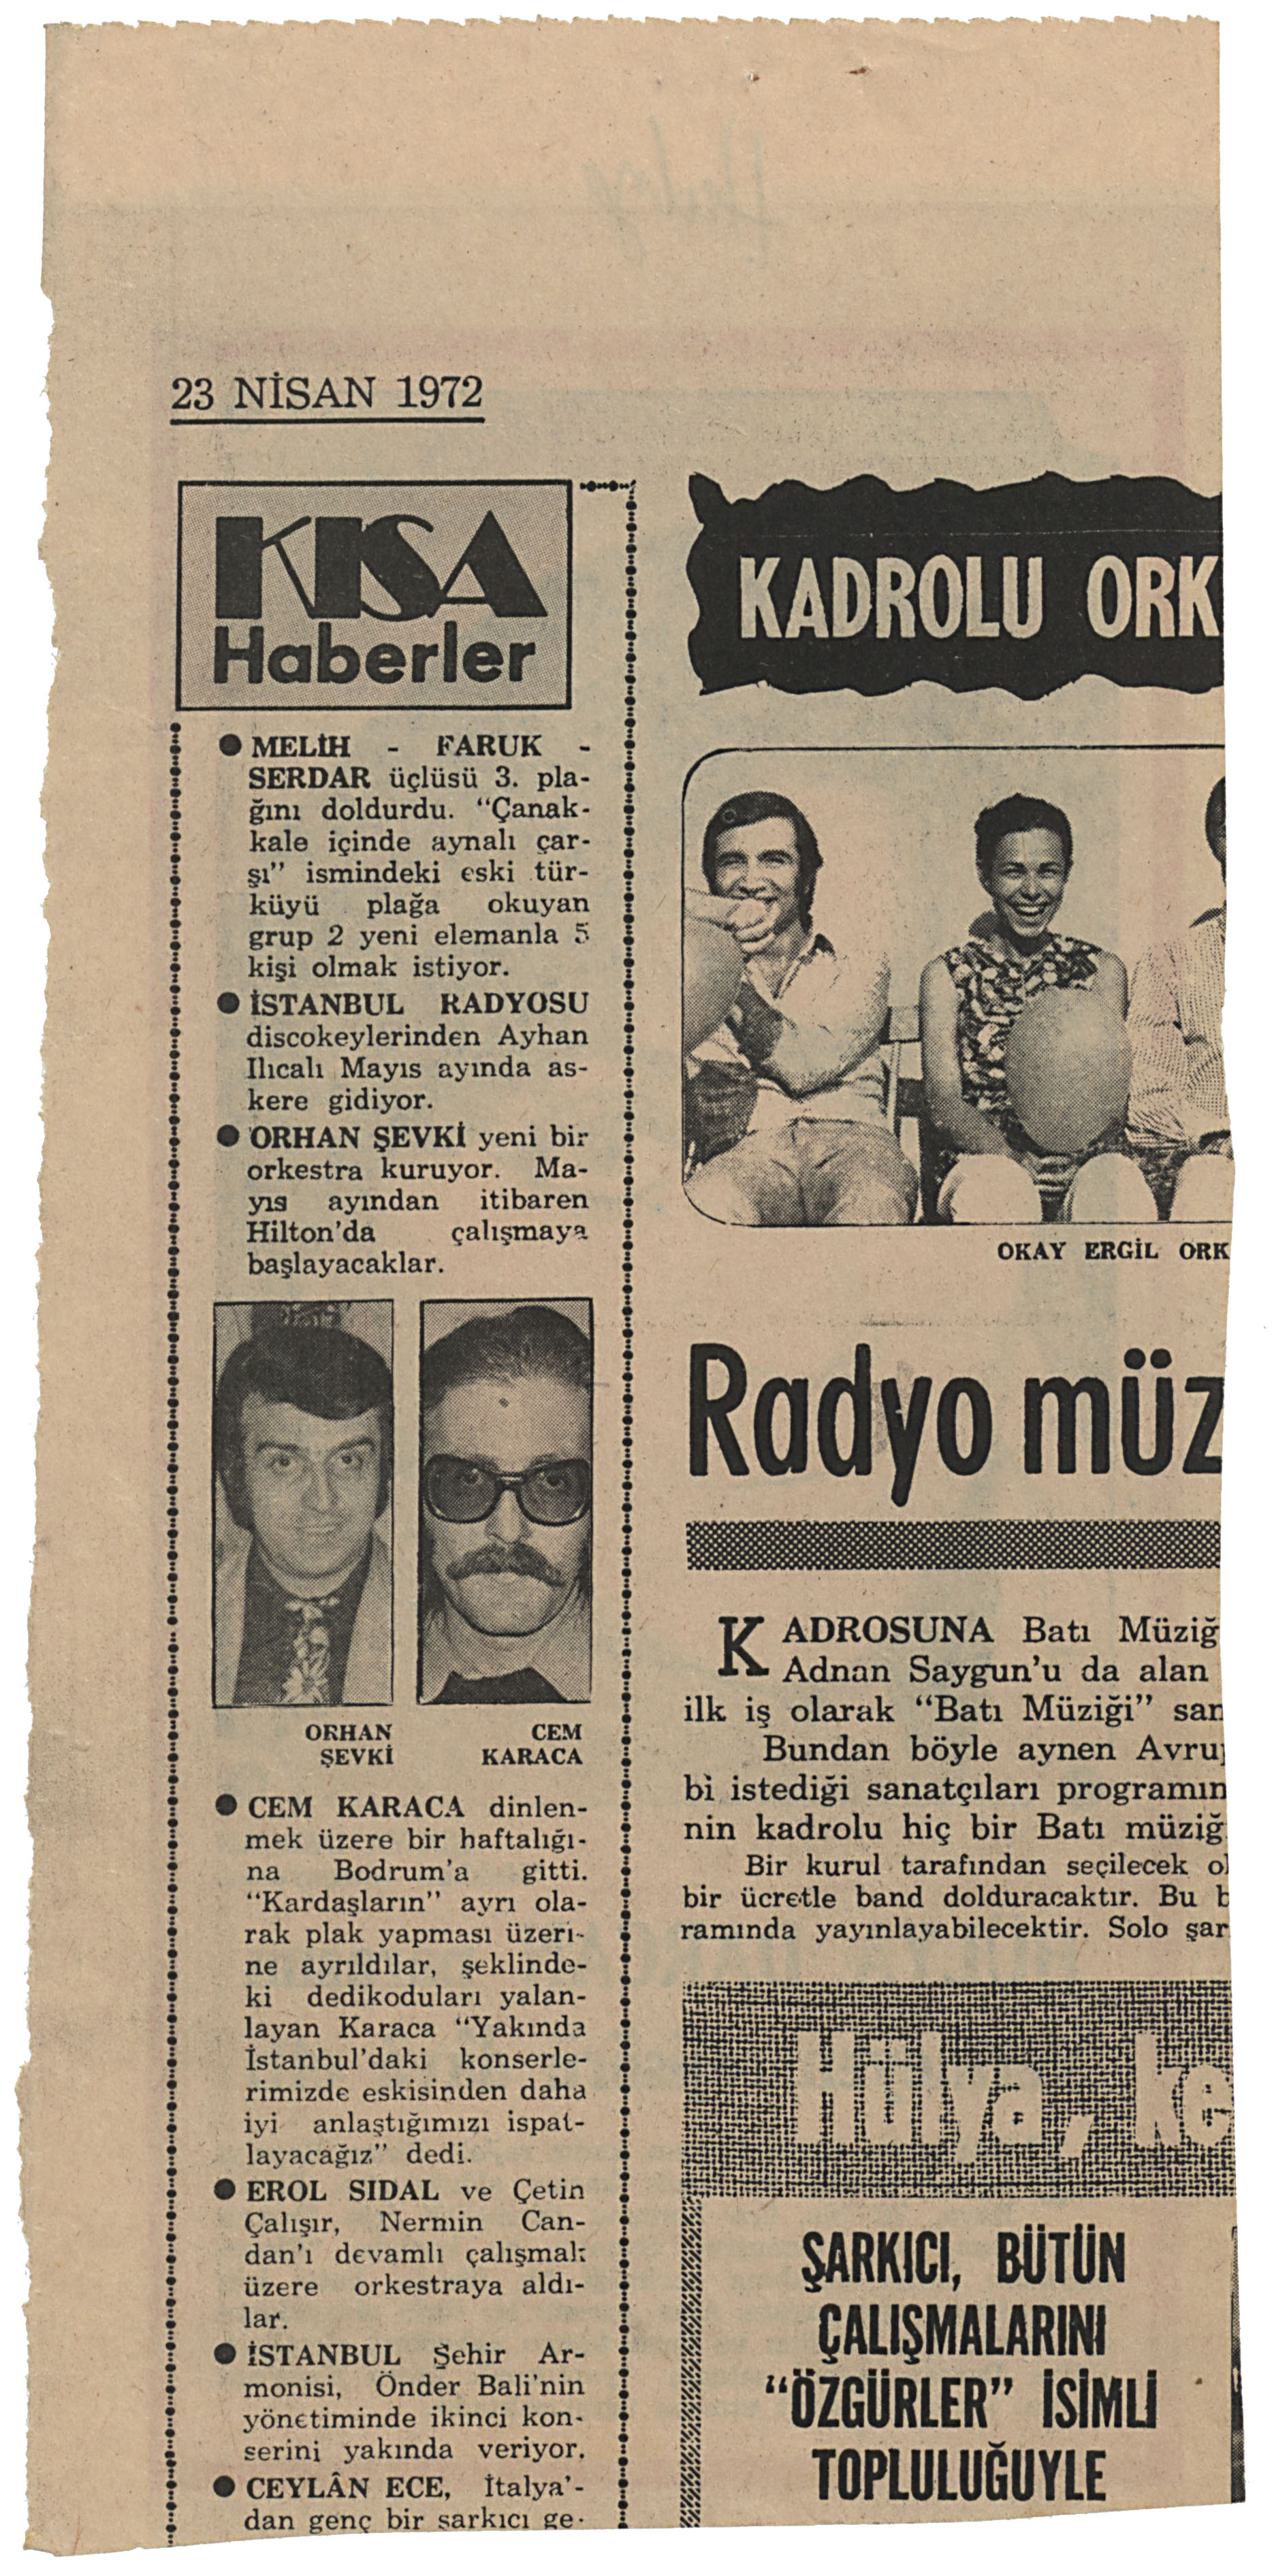 23 NİSAN 1972
KISA
Haberler
● MELİH - FARUK -
SERDAR üçlüsü 3. pla-
ğını doldurdu. “Çanak-
kale içinde aynalı çar-
şı” ismindeki eski tür-
küyü plağa okuyan
grup 2 yeni elemanla 5
kişi olmak istiyor.
● İSTANBUL RADYOSU
discokeylerinden Ayhan
Ilıcalı Mayıs ayında as-
kere gidiyor.
● ORHAN ŞEVKİ yeni bir
orkestra kuruyor. Ma-
yıs ayından itibaren
Hilton'da çalışmaya
başlayacaklar.
ORHAN
ŞEVKİ
CEM
KARACA
● CEM KARACA dinlen-
mek üzere bir haftalığı-
na Bodrum'a gitti.
“Kardaşların” ayrı ola-
rak plak yapması üzeri-
ne ayrıldılar, şeklinde-
ki dedikoduları yalan-
layan Karaca “Yakında
İstanbul'daki konserle-
rimizde eskisinden daha
iyi anlaştığımızı ispat-
layacağız” dedi.
● EROL SIDAL ve Çetin
Çalışır, Nermin Can-
dan'ı devamlı çalışmak
üzere orkestraya aldı-
lar.
● İSTANBUL Şehir Ar-
monisi, Önder Bali'nin
yönetiminde ikinci kon-
serini yakında veriyor.
● CEYLÂN ECE, İtalya'-
dan genç bir şarkıcı ge-
KADROLU ORK
OKAY ERGİL ORK
Radyo müz
KADROSUNA Batı Müziğ
Adnan Saygun'u da alan
ilk iş olarak “Batı Müziği” san
Bundan böyle aynen Avru
bi istediği sanatçıları programın
nin kadrolu hiç bir Batı müziğ
Bir kurul tarafından seçilecek ol
bir ücretle band dolduracaktır. Bu b
ramında yayınlayabilecektir. Solo şar
ŞARKICI, BÜTÜN
ÇALIŞMALARINI
“ÖZGÜRLER” İSİMLİ
TOPLULUĞUYLE